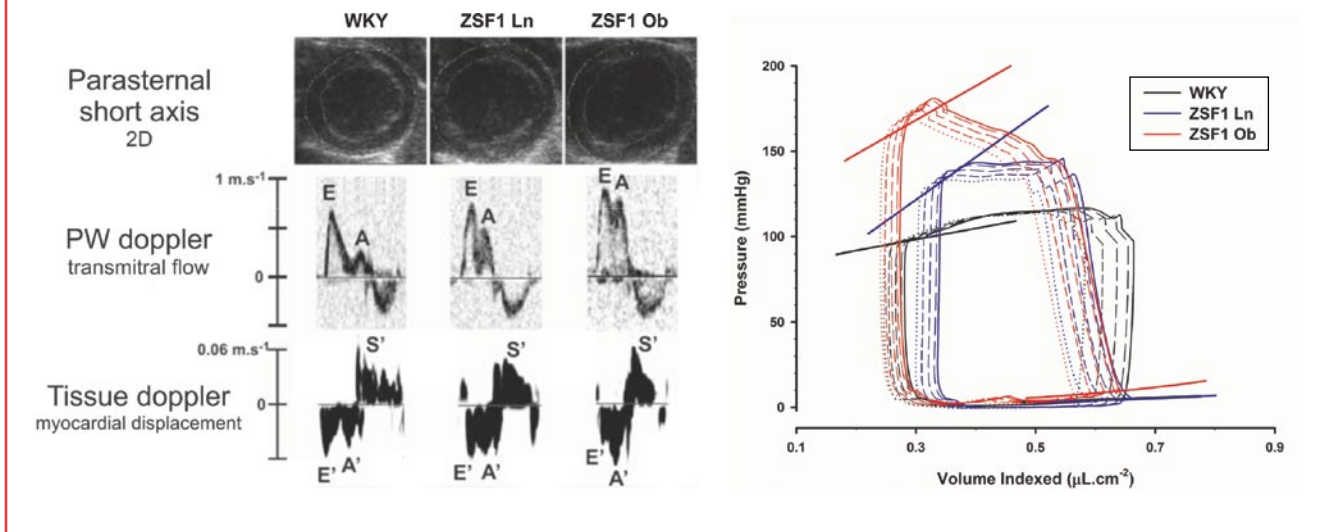 WKY ZSF1 Ln ZSF1 Ob
Parasternal
short axis
2D
1 m.s-1
E
A
E
A
E
A
PW doppler
transmitral flow
0
0.06 m.s-1
S'
S'
S'
Tissue doppler
myocardial displacement
0
E'
A'
E'
A'
E'
A'
200
150
100
50
0
Pressure (mmHg)
WKY
ZSF1 Ln
ZSF1 Ob
0.1 0.3 0.5 0.7 0.9
Volume Indexed (μL.cm-2)